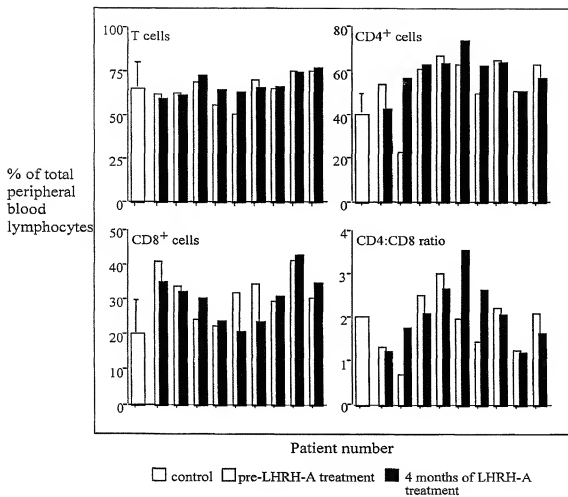 % of total
peripheral
blood
lymphocytes
T cells
100
75
50
25
0
CD4+ cells
80
60
40
20
0
CD8+ cells
50
40
30
20
10
0
CD4:CD8 ratio
4
3
2
1
0
Patient number
control pre-LHRH-A treatment 4 months of LHRH-A
treatment